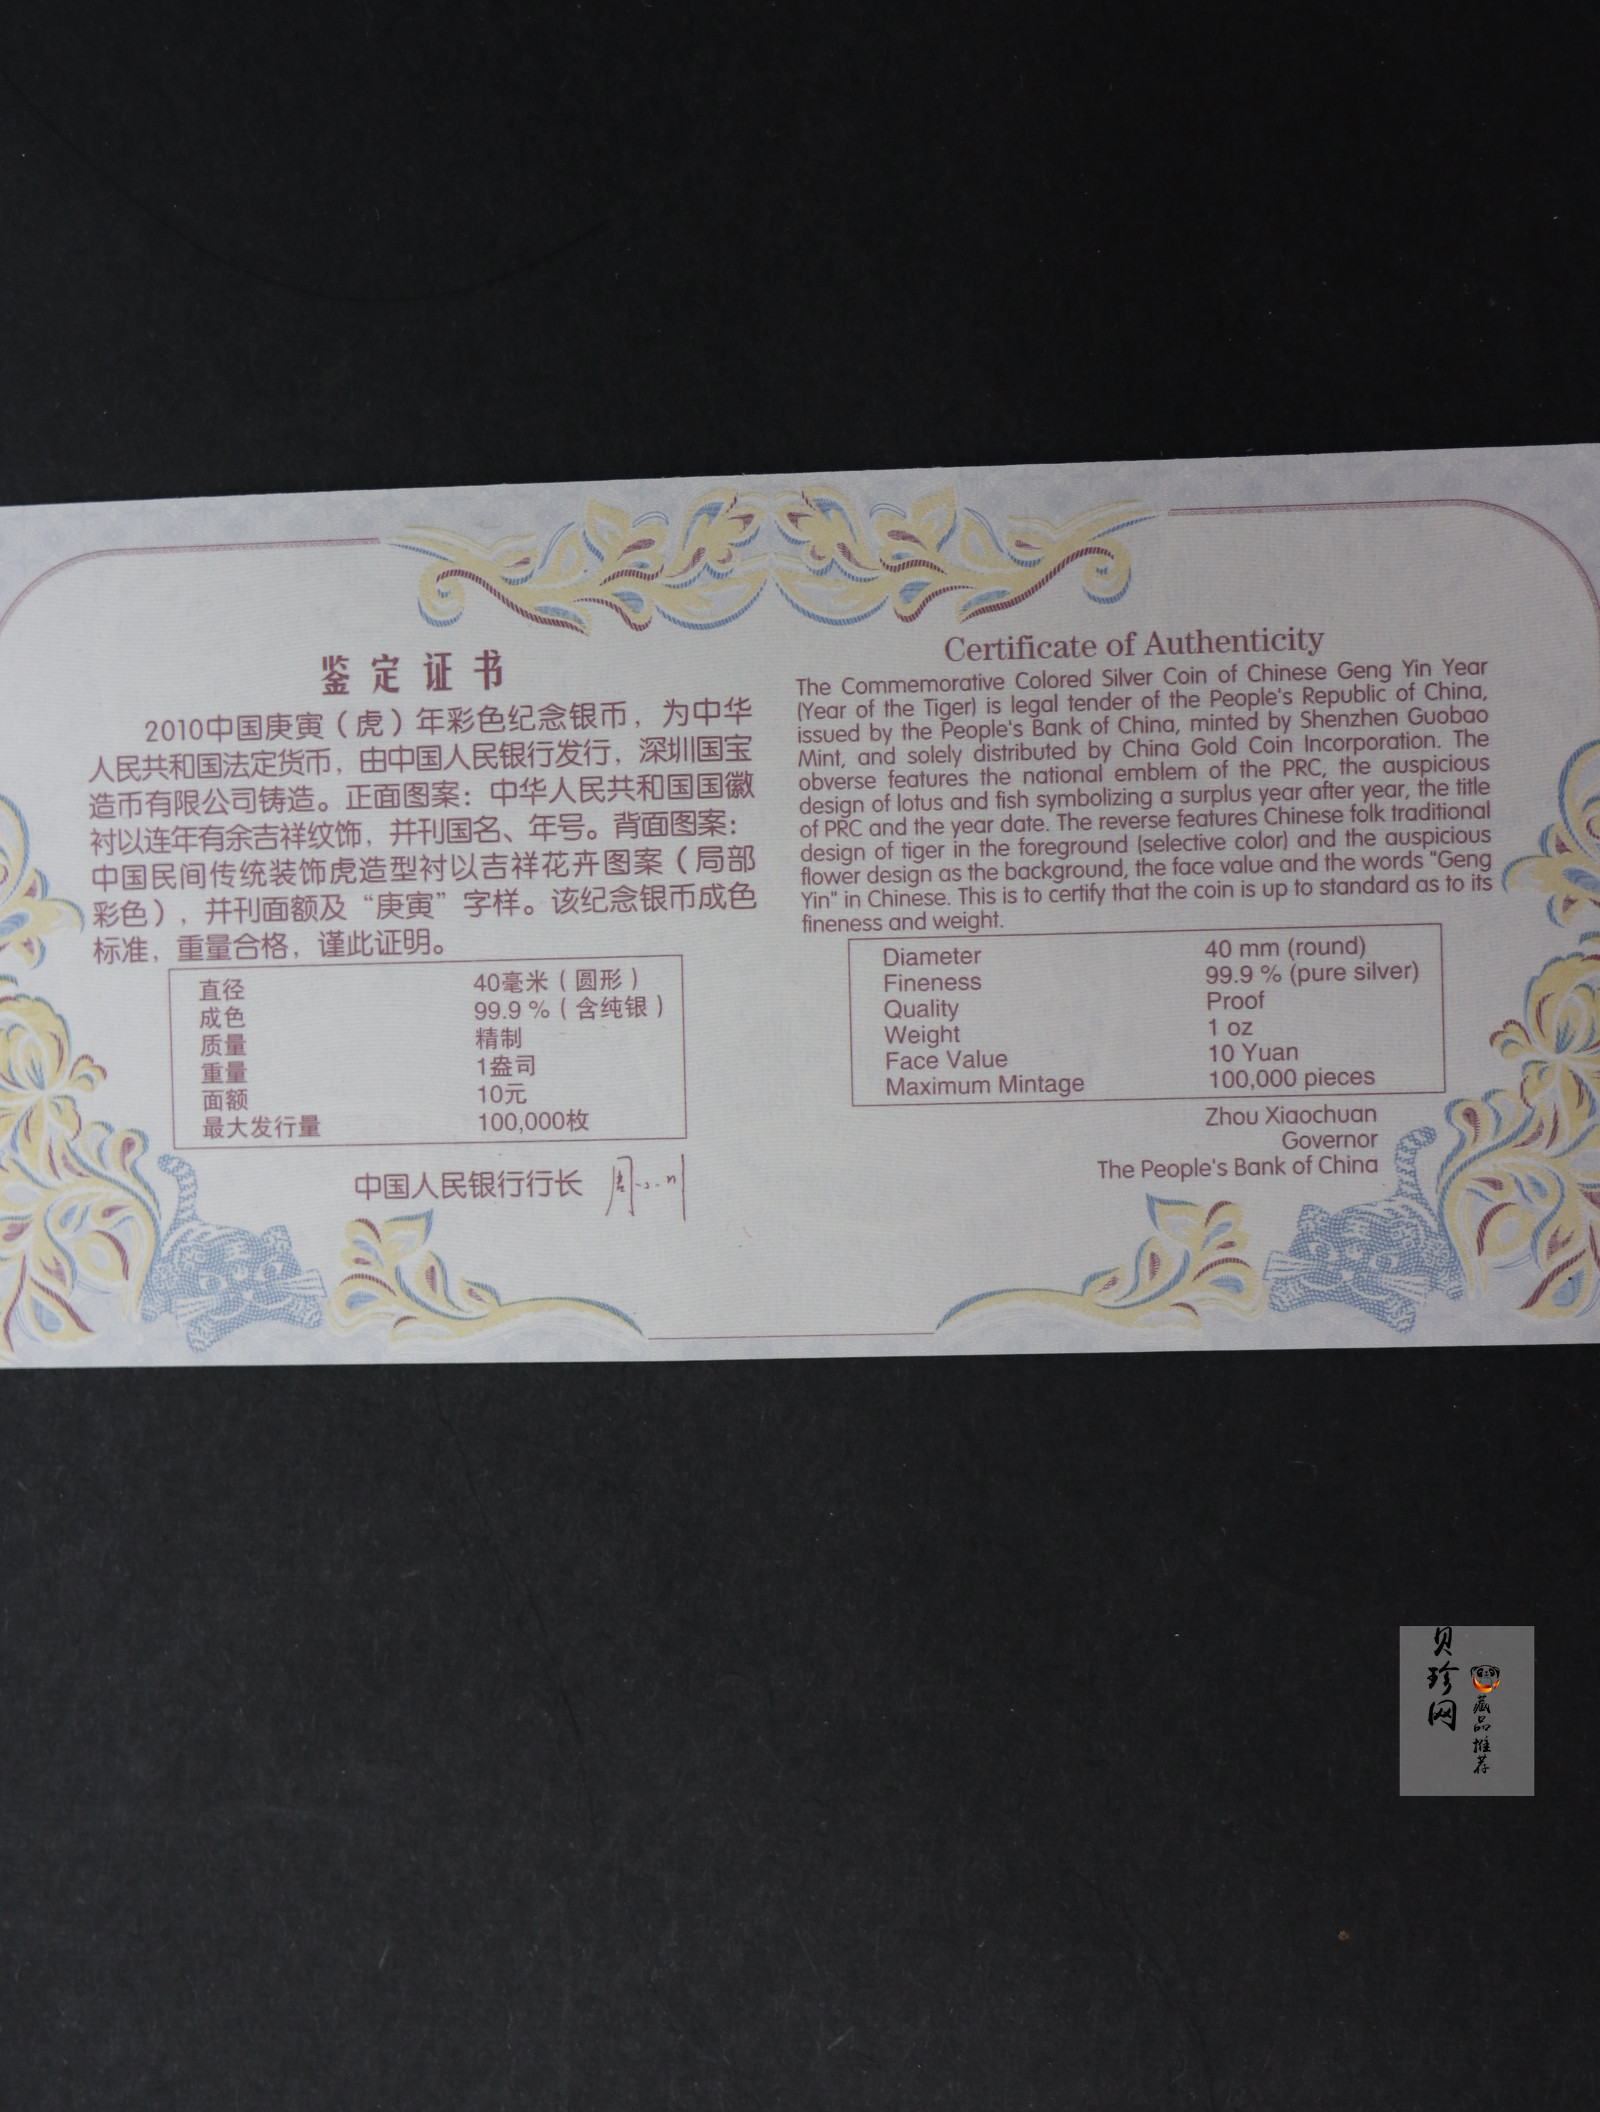 鉴定证书
2010中国庚寅（虎）年彩色纪念银币，为中华
人民共和国法定货币，由中国人民银行发行，深圳国宝
造币有限公司铸造。正面图案：中华人民共和国国徽
衬以连年有余吉祥纹饰，并刊国名、年号。背面图案：
中国民间传统装饰虎造型衬以吉祥花卉图案（局部
彩色），并刊面额及“庚寅”字样。该纪念银币成色
标准，重量合格，谨此证明。
直径 40毫米（圆形）
成色 99.9 %（含纯银）
质量 精制
重量 1盎司
面额 10元
最大发行量 100,000枚
中国人民银行行长
Certificate of Authenticity
The Commemorative Colored Silver Coin of Chinese Geng Yin Year
(Year of the Tiger) is legal tender of the People's Republic of China,
issued by the People's Bank of China, minted by Shenzhen Guobao
Mint, and solely distributed by China Gold Coin Incorporation. The
obverse features the national emblem of the PRC, the auspicious
design of lotus and fish symbolizing a surplus year after year, the title
of PRC and the year date. The reverse features Chinese folk traditional
design of tiger in the foreground (selective color) and the auspicious
flower design as the background, the face value and the words "Geng
Yin" in Chinese. This is to certify that the coin is up to standard as to its
fineness and weight.
Diameter 40 mm (round)
Fineness 99.9 % (pure silver)
Quality Proof
Weight 1 oz
Face Value 10 Yuan
Maximum Mintage 100,000 pieces
Zhou Xiaochuan
Governor
The People's Bank of China
贝珍网
藏品推荐